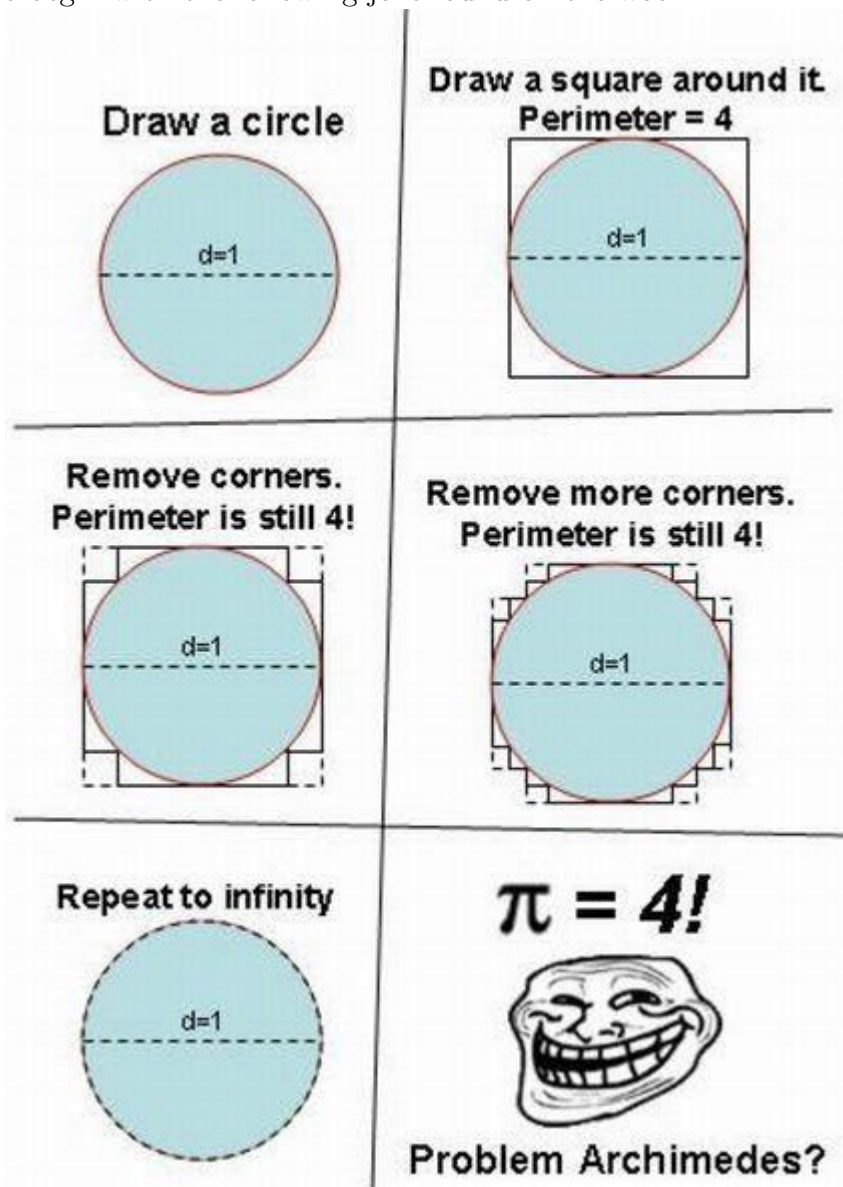 Draw a circle
d=1
Draw a square around it.
Perimeter = 4
d=1
Remove corners.
Perimeter is still 4!
d=1
Remove more corners.
Perimeter is still 4!
d=1
Repeat to infinity
d=1
π = 4!
Problem Archimedes?